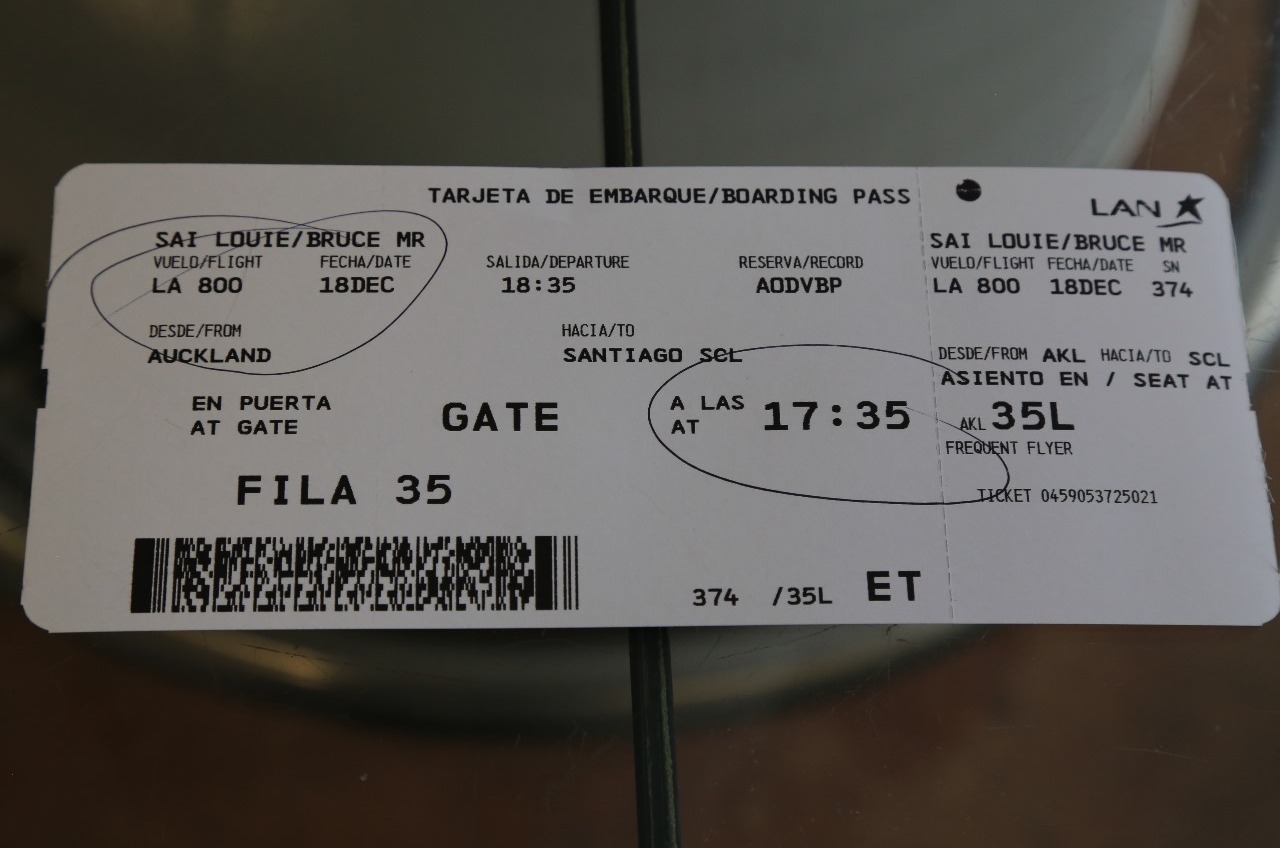 TARJETA DE EMBARQUE/BOARDING PASS
SAI LOUIE/BRUCE MR
VUELO/FLIGHT FECHA/DATE SALIDA/DEPARTURE RESERVA/RECORD
LA 800 18DEC 18:35 AODVBP
DESDE/FROM HACIA/TO
AUCKLAND SANTIAGO SCL
EN PUERTA
AT GATE
GATE
A LAS
AT
17:35
FILA 35
374 /35L ET
LAN
SAI LOUIE/BRUCE MR
VUELO/FLIGHT FECHA/DATE SN
LA 800 18DEC 374
DESDE/FROM AKL HACIA/TO SCL
ASIENTO EN / SEAT AT
AKL 35L
FREQUENT FLYER
TICKET 0459053725021